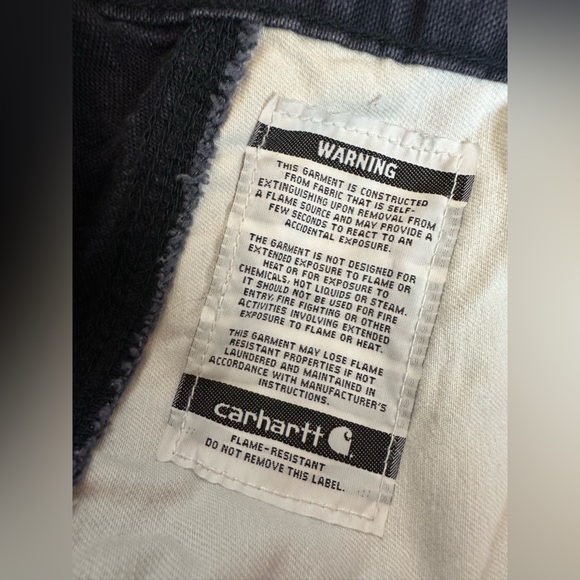 WARNING
THIS GARMENT IS CONSTRUCTED
FROM FABRIC THAT IS SELF-
EXTINGUISHING UPON REMOVAL FROM
A FLAME SOURCE AND MAY PROVIDE A
FEW SECONDS TO REACT TO AN
ACCIDENTAL EXPOSURE.
THE GARMENT IS NOT DESIGNED FOR
EXTENDED EXPOSURE TO FLAME OR
HEAT OR FOR EXPOSURE TO
CHEMICALS, HOT LIQUIDS OR STEAM.
IT SHOULD NOT BE USED FOR FIRE
ENTRY, FIRE FIGHTING OR OTHER
ACTIVITIES INVOLVING EXTENDED
EXPOSURE TO FLAME OR HEAT.
THIS GARMENT MAY LOSE FLAME
RESISTANT PROPERTIES IF NOT
LAUNDERED AND MAINTAINED IN
ACCORDANCE WITH MANUFACTURER'S
INSTRUCTIONS.
carhartt
FLAME-RESISTANT
DO NOT REMOVE THIS LABEL.